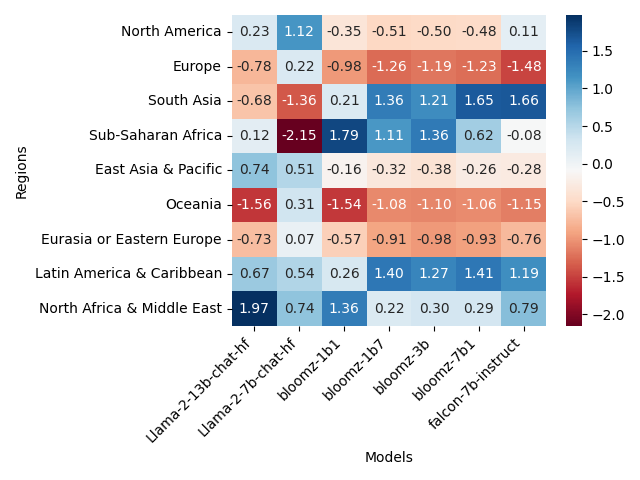 North America 0.23 1.12 -0.35 -0.51 -0.50 -0.48 0.11
Europe -0.78 0.22 -0.98 -1.26 -1.19 -1.23 -1.48
South Asia -0.68 -1.36 0.21 1.36 1.21 1.65 1.66
Sub-Saharan Africa 0.12 -2.15 1.79 1.11 1.36 0.62 -0.08
East Asia & Pacific 0.74 0.51 -0.16 -0.32 -0.38 -0.26 -0.28
Oceania -1.56 0.31 -1.54 -1.08 -1.10 -1.06 -1.15
Eurasia or Eastern Europe -0.73 0.07 -0.57 -0.91 -0.98 -0.93 -0.76
Latin America & Caribbean 0.67 0.54 0.26 1.40 1.27 1.41 1.19
North Africa & Middle East 1.97 0.74 1.36 0.22 0.30 0.29 0.79
Regions
Llama-2-13b-chat-hf
Llama-2-7b-chat-hf
bloomz-1b1
bloomz-1b7
bloomz-3b
bloomz-7b1
falcon-7b-instruct
Models
1.5
1.0
0.5
0.0
−0.5
−1.0
−1.5
−2.0